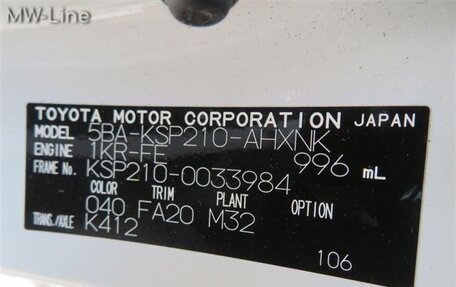 MW-Line
TOYOTA MOTOR CORPORATION JAPAN
MODEL 5BA-KSP210-AHXNK
ENGINE 1KR-FE 996 mL
FRAME No. KSP210-0033984
COLOR TRIM PLANT OPTION
040 FA20 M32
TRANS./AXLE K412
106